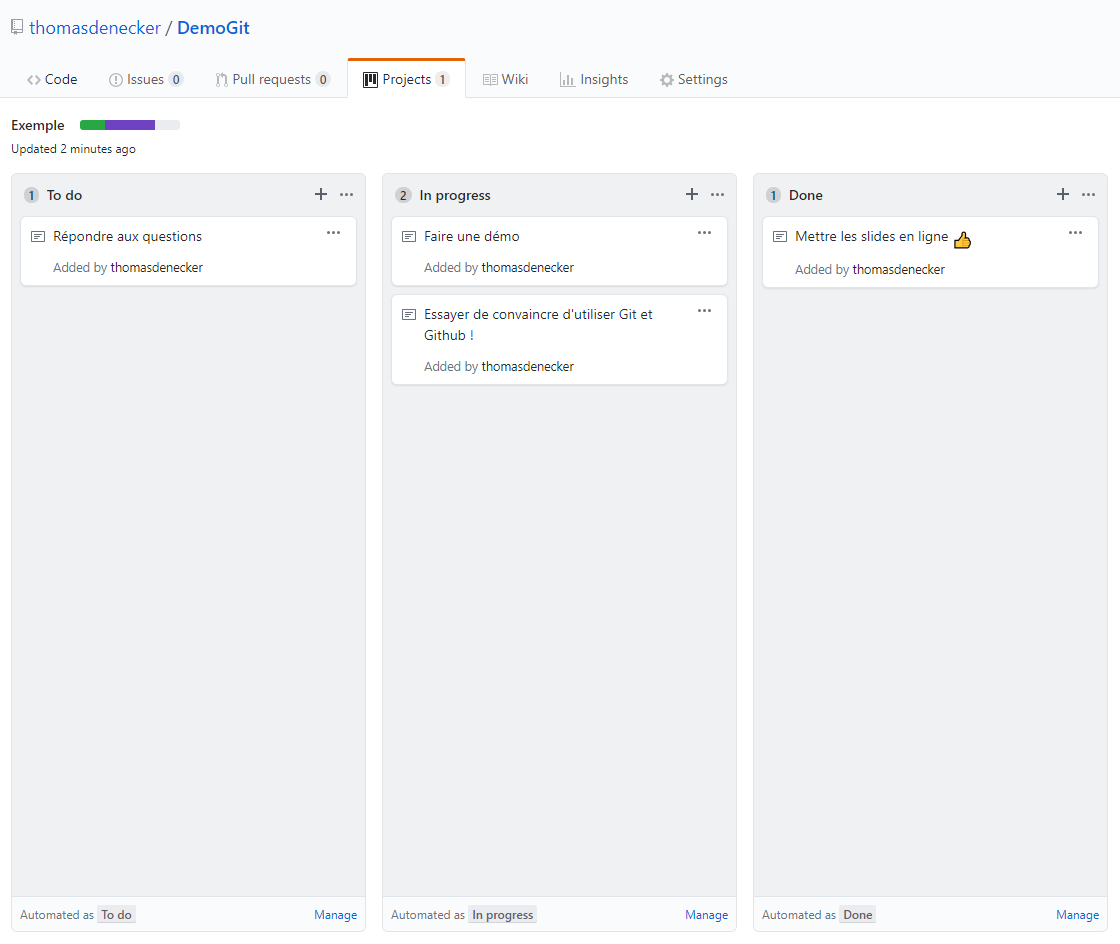 thomasdenecker / DemoGit
Code Issues 0 Pull requests 0 Projects 1 Wiki Insights Settings
Exemple
Updated 2 minutes ago
1 To do
Répondre aux questions
Added by thomasdenecker
Automated as To do Manage
2 In progress
Faire une démo
Added by thomasdenecker
Essayer de convaincre d'utiliser Git et
Github !
Added by thomasdenecker
Automated as In progress Manage
1 Done
Mettre les slides en ligne 👍
Added by thomasdenecker
Automated as Done Manage